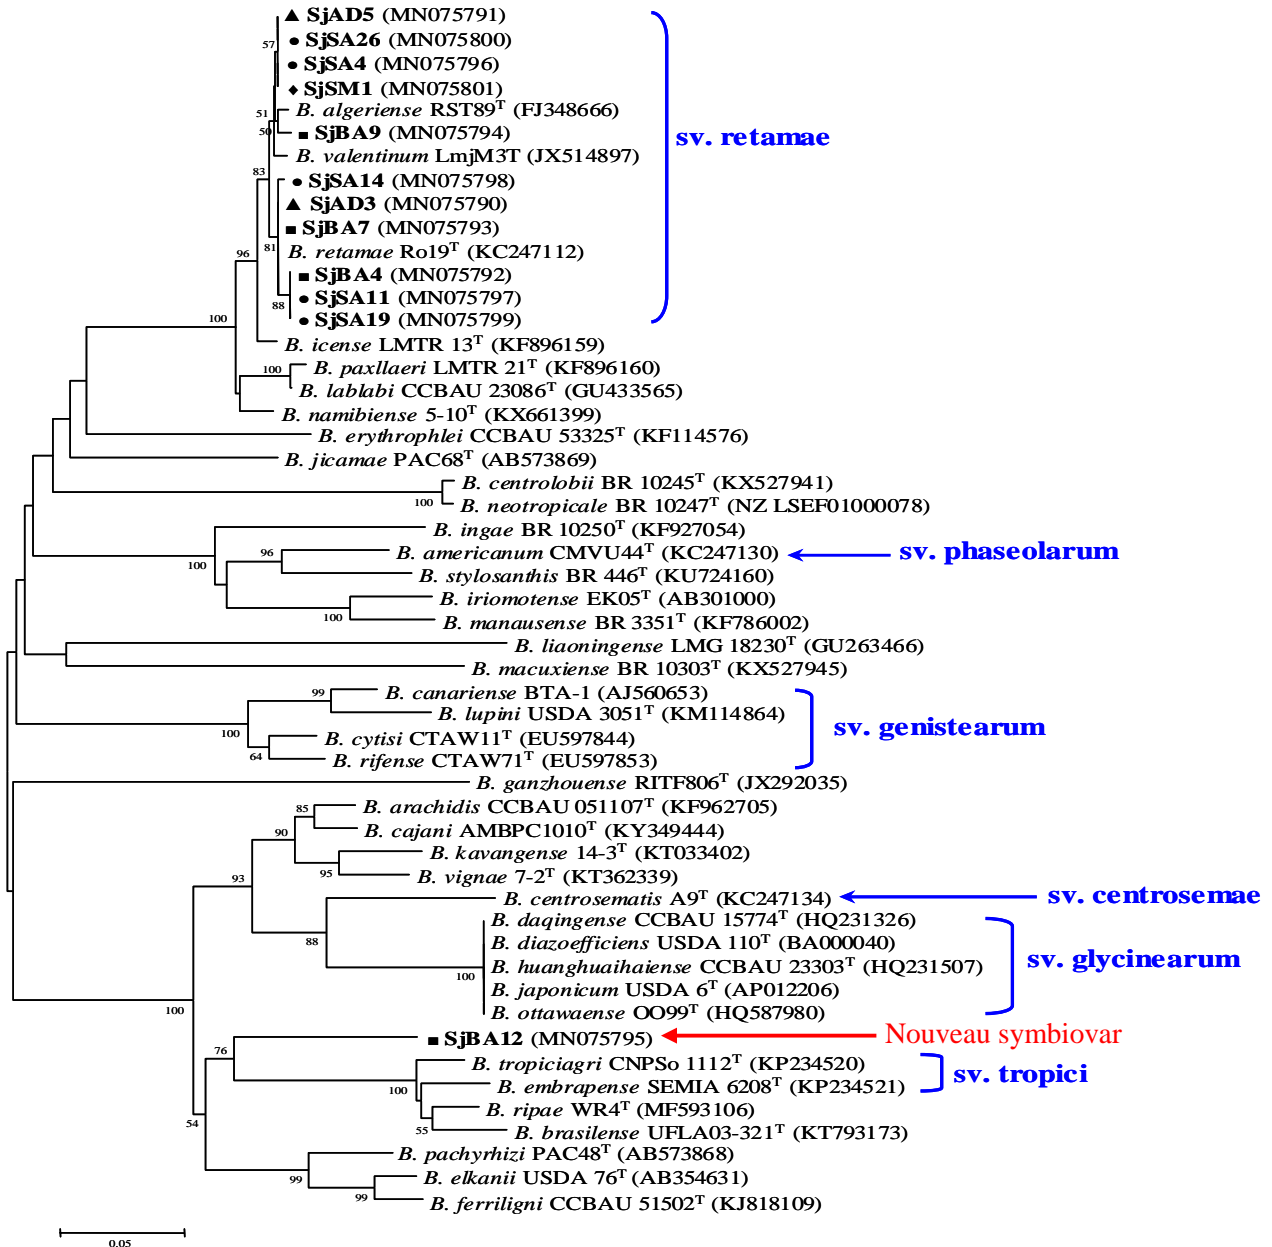 SjAD5 (MN075791)
57
SjSA26 (MN075800)
SjSA4 (MN075796)
SjSM1 (MN075801)
51
B. algeriense RST89T (FJ348666)
50
SjBA9 (MN075794)
sv. retamae
B. valentinum LmjM3T (JX514897)
83
SjSA14 (MN075798)
SjAD3 (MN075790)
SjBA7 (MN075793)
81
B. retamae Ro19T (KC247112)
96
SjBA4 (MN075792)
88
SjSA11 (MN075797)
SjSA19 (MN075799)
100
B. icense LMTR 13T (KF896159)
100
B. paxllaeri LMTR 21T (KF896160)
B. lablabi CCBAU 23086T (GU433565)
B. namibiense 5-10T (KX661399)
B. erythrophlei CCBAU 53325T (KF114576)
B. jicamae PAC68T (AB573869)
B. centrolobii BR 10245T (KX527941)
100
B. neotropicale BR 10247T (NZ LSEF01000078)
B. ingae BR 10250T (KF927054)
96
B. americanum CMVU44T (KC247130)
sv. phaseolarum
100
B. stylosanthis BR 446T (KU724160)
B. iriomotense EK05T (AB301000)
100
B. manausense BR 3351T (KF786002)
B. liaoningense LMG 18230T (GU263466)
B. macuxiense BR 10303T (KX527945)
99
B. canariense BTA-1 (AJ560653)
B. lupini USDA 3051T (KM114864)
sv. genistearum
100
B. cytisi CTAW11T (EU597844)
64
B. rifense CTAW71T (EU597853)
B. ganzhouense RITF806T (JX292035)
85
B. arachidis CCBAU 051107T (KF962705)
90
B. cajani AMBPC1010T (KY349444)
B. kavangense 14-3T (KT033402)
95
B. vignae 7-2T (KT362339)
93
B. centrosematis A9T (KC247134)
sv. centrosemae
B. daqingense CCBAU 15774T (HQ231326)
88
B. diazoefficiens USDA 110T (BA000040)
sv. glycinearum
100
B. huanghuaihaiense CCBAU 23303T (HQ231507)
B. japonicum USDA 6T (AP012206)
100
B. ottawaense OO99T (HQ587980)
SjBA12 (MN075795)
Nouveau symbiovar
76
B. tropiciagri CNPSo 1112T (KP234520)
sv. tropici
100
B. embrapense SEMIA 6208T (KP234521)
B. ripae WR4T (MF593106)
54
55
B. brasilense UFLA03-321T (KT793173)
B. pachyrhizi PAC48T (AB573868)
99
B. elkanii USDA 76T (AB354631)
99
B. ferriligni CCBAU 51502T (KJ818109)
0.05